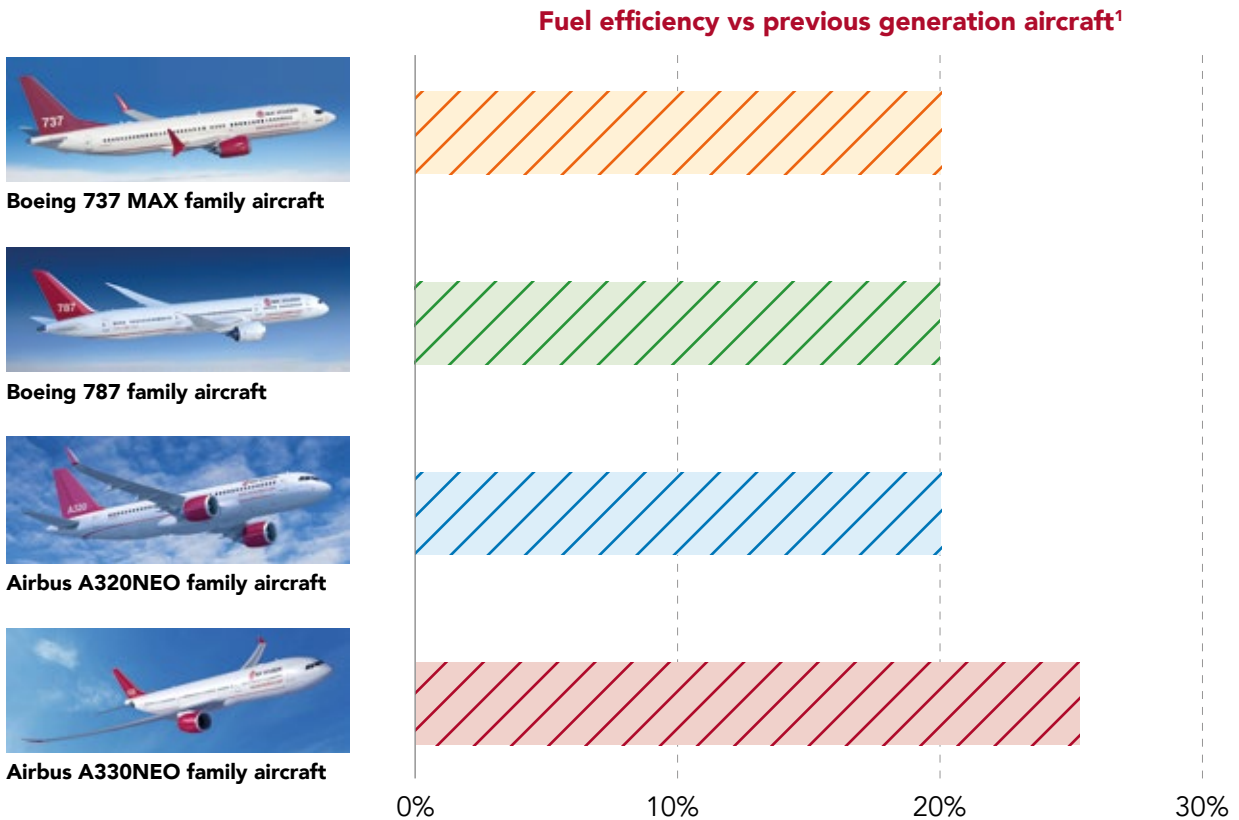 Fuel efficiency vs previous generation aircraft¹
737
Boeing 737 MAX family aircraft
787
Boeing 787 family aircraft
A320
Airbus A320NEO family aircraft
Airbus A330NEO family aircraft
0% 10% 20% 30%